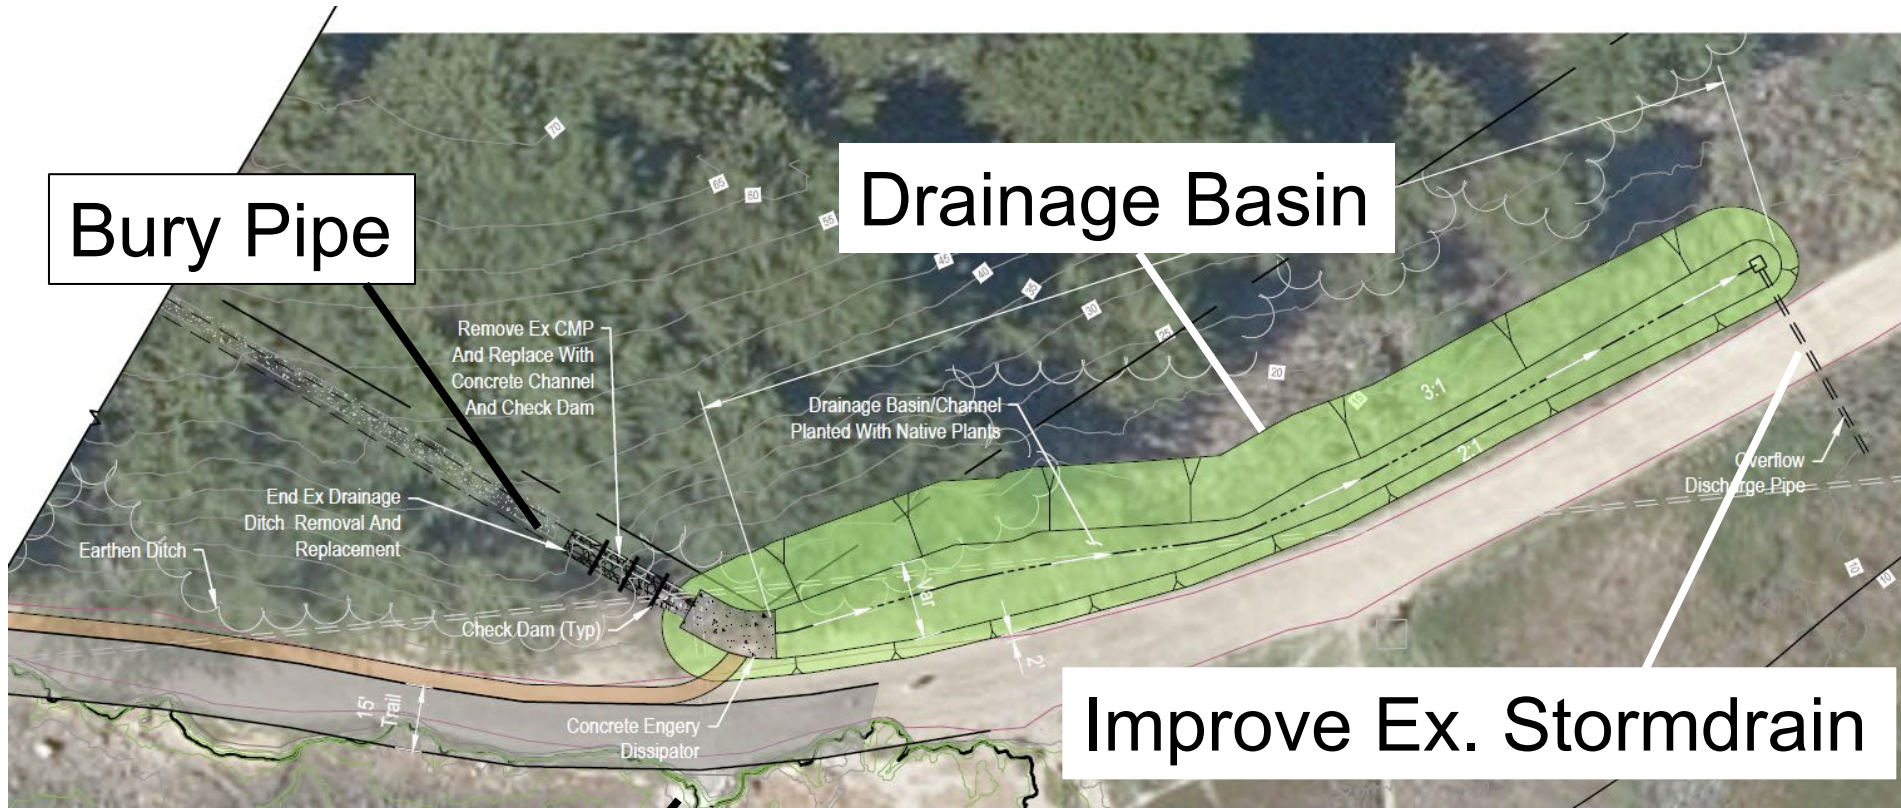 70
65
60
55
45
40
35
30
25
20
15
Drainage Basin
Bury Pipe
Remove Ex CMP
And Replace With
Concrete Channel
And Check Dam
Drainage Basin/Channel
Planted With Native Plants
3:1
2:1
End Ex Drainage
Ditch Removal And
Replacement
Earthen Ditch
Check Dam (Typ)
Var
2'
Overflow
Discharge Pipe
10
10
15'
Trail
Concrete Engery
Dissipator
Improve Ex. Stormdrain